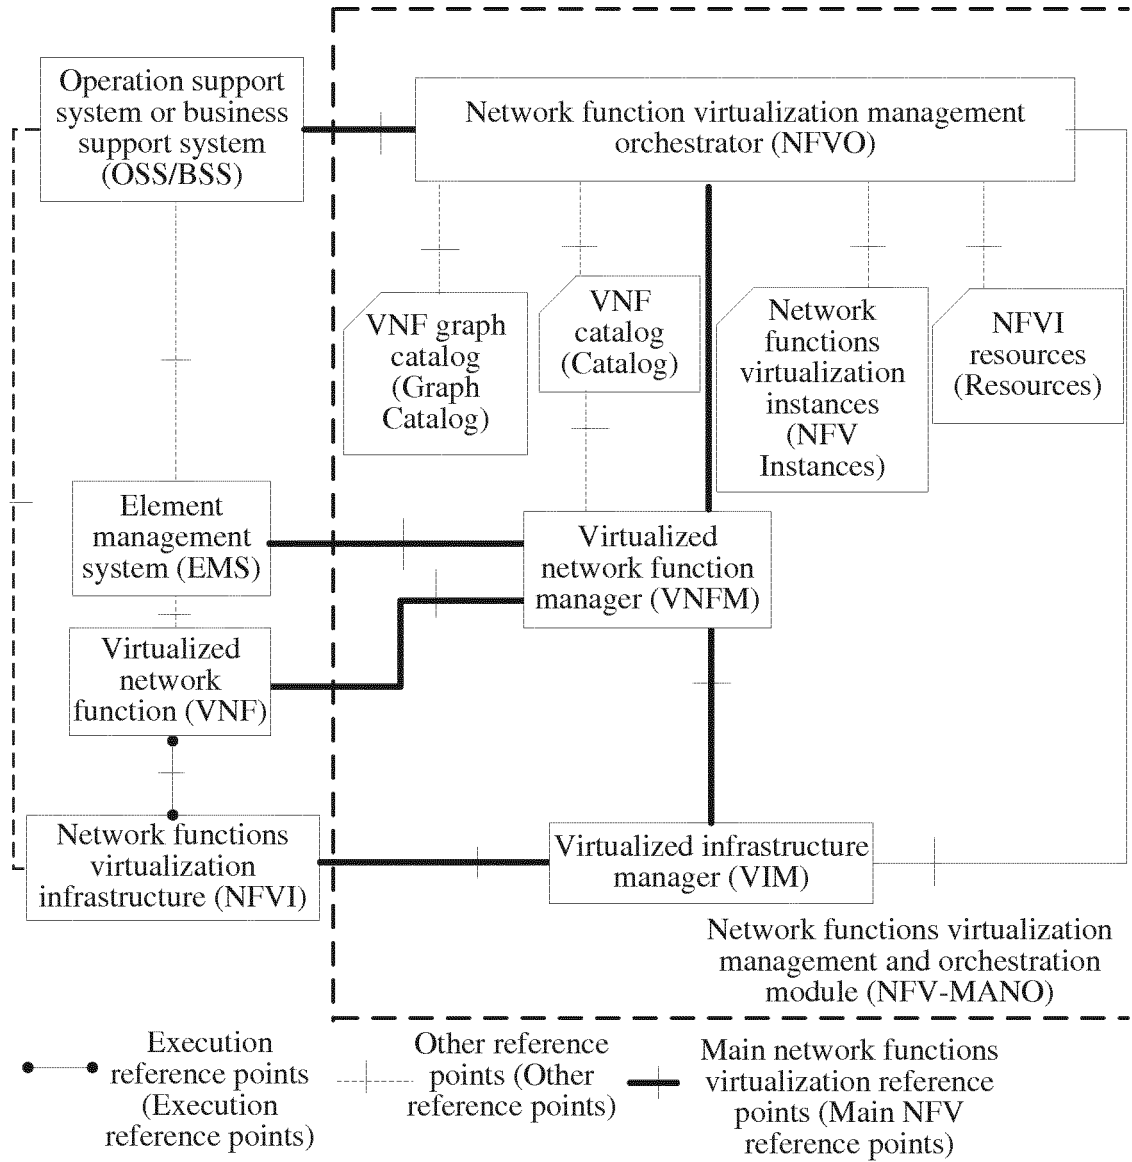 Operation support
system or business
support system
(OSS/BSS)
Network function virtualization management
orchestrator (NFVO)
VNF graph
catalog
(Graph
Catalog)
VNF
catalog
(Catalog)
Network
functions
virtualization
instances
(NFV
Instances)
NFVI
resources
(Resources)
Element
management
system (EMS)
Virtualized
network function
manager (VNFM)
Virtualized
network
function (VNF)
Network functions
virtualization
infrastructure (NFVI)
Virtualized infrastructure
manager (VIM)
Network functions virtualization
management and orchestration
module (NFV-MANO)
Execution
reference points
(Execution
reference points)
Other reference
points (Other
reference points)
Main network functions
virtualization reference
points (Main NFV
reference points)